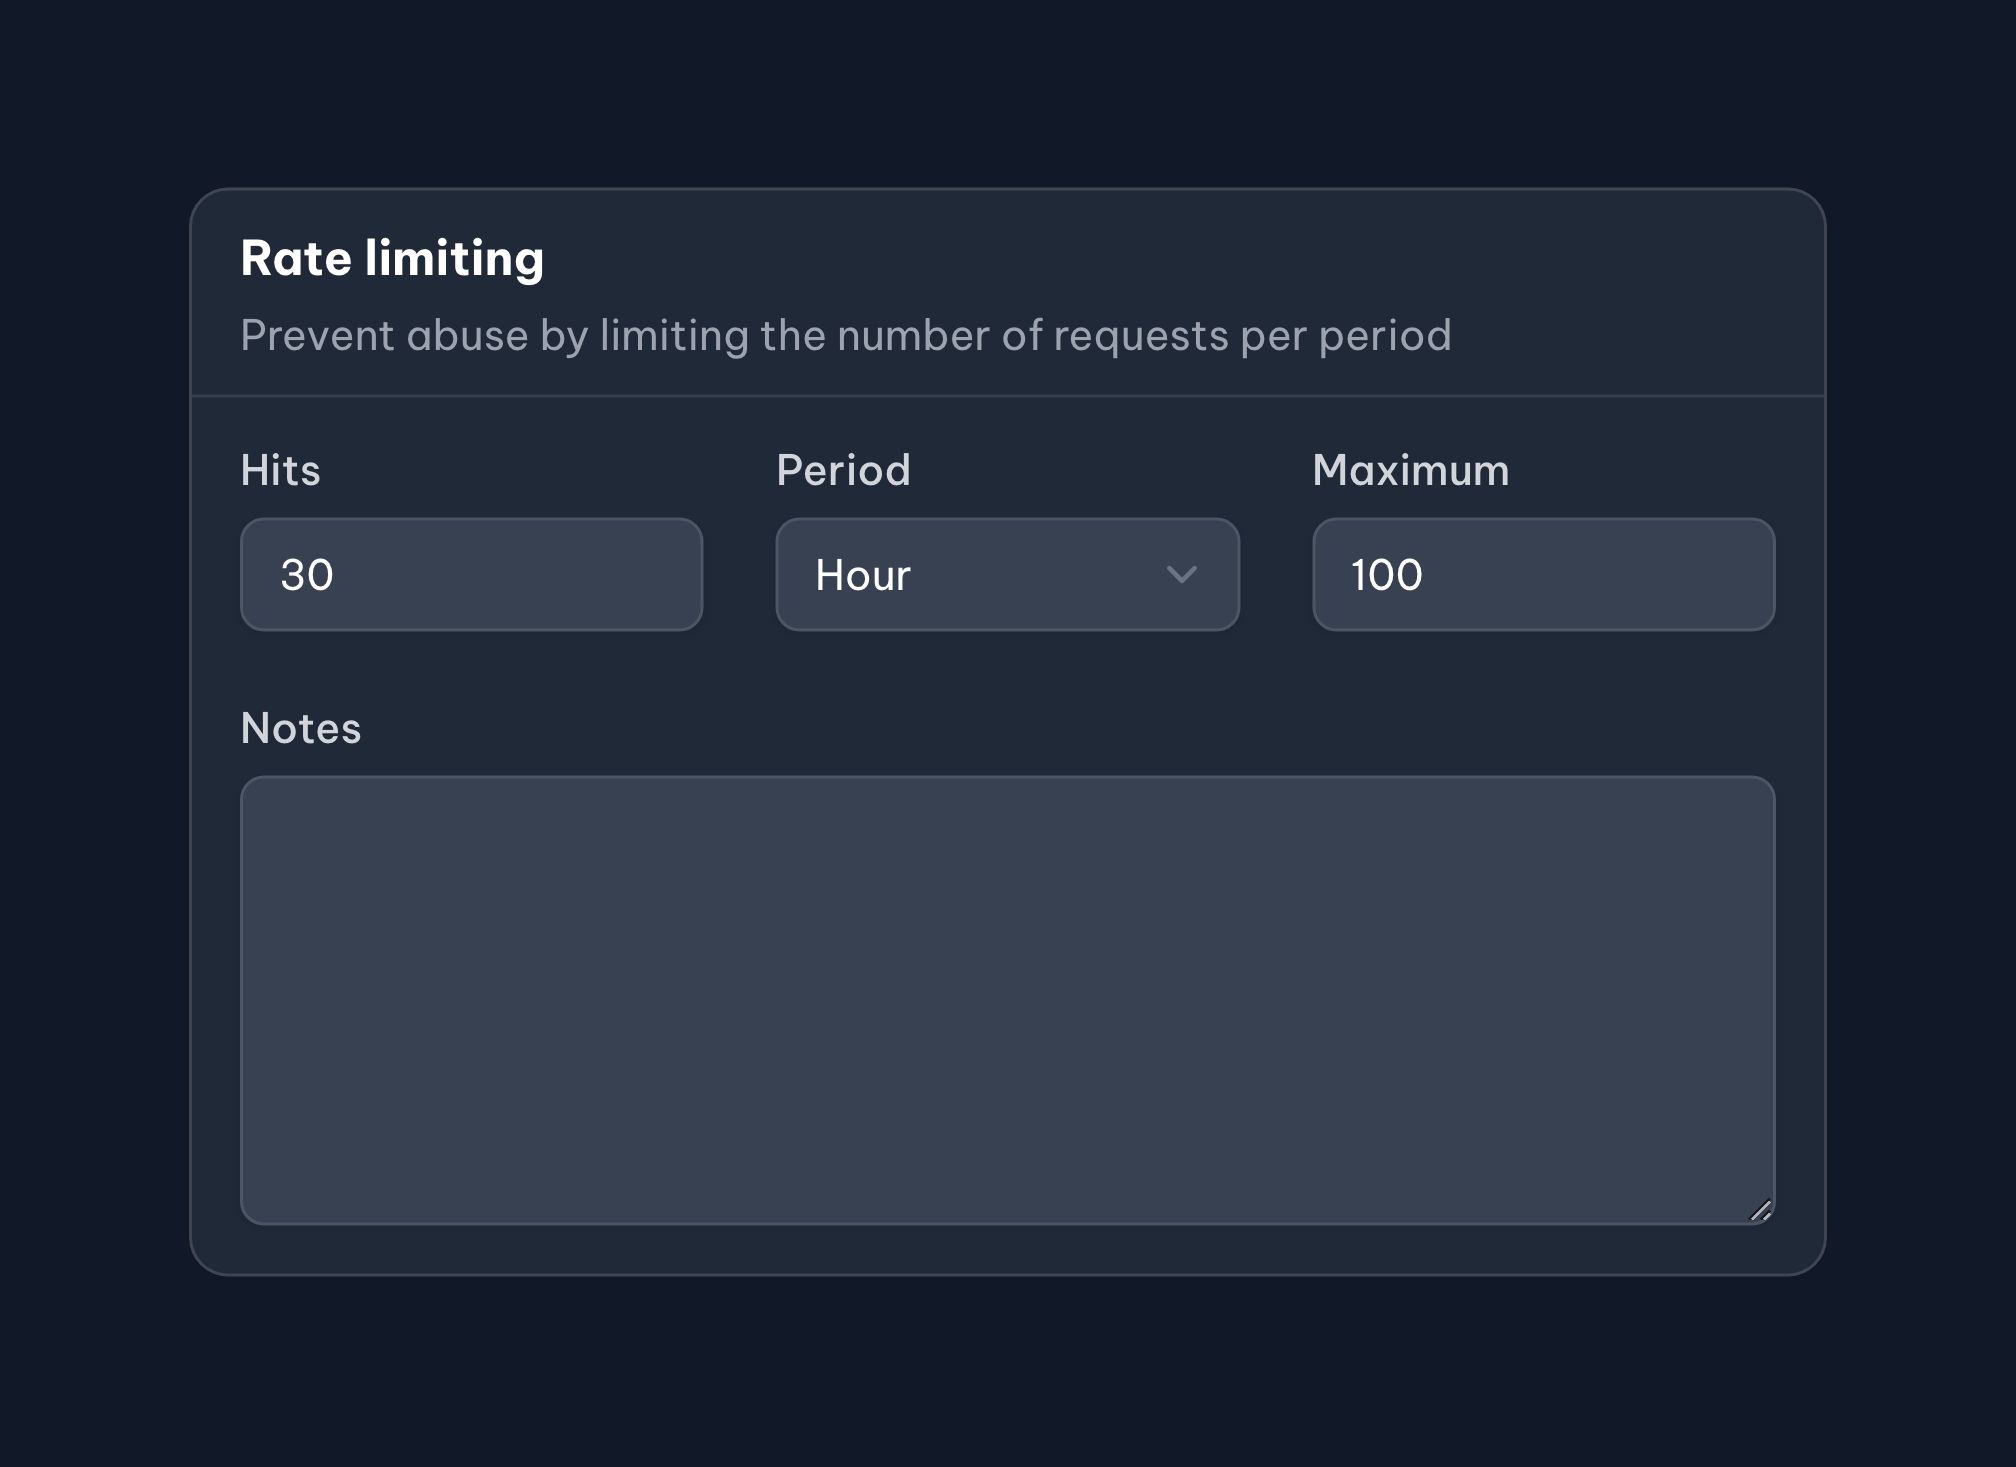 Rate limiting
Prevent abuse by limiting the number of requests per period
Hits Period Maximum
30 Hour 100
Notes